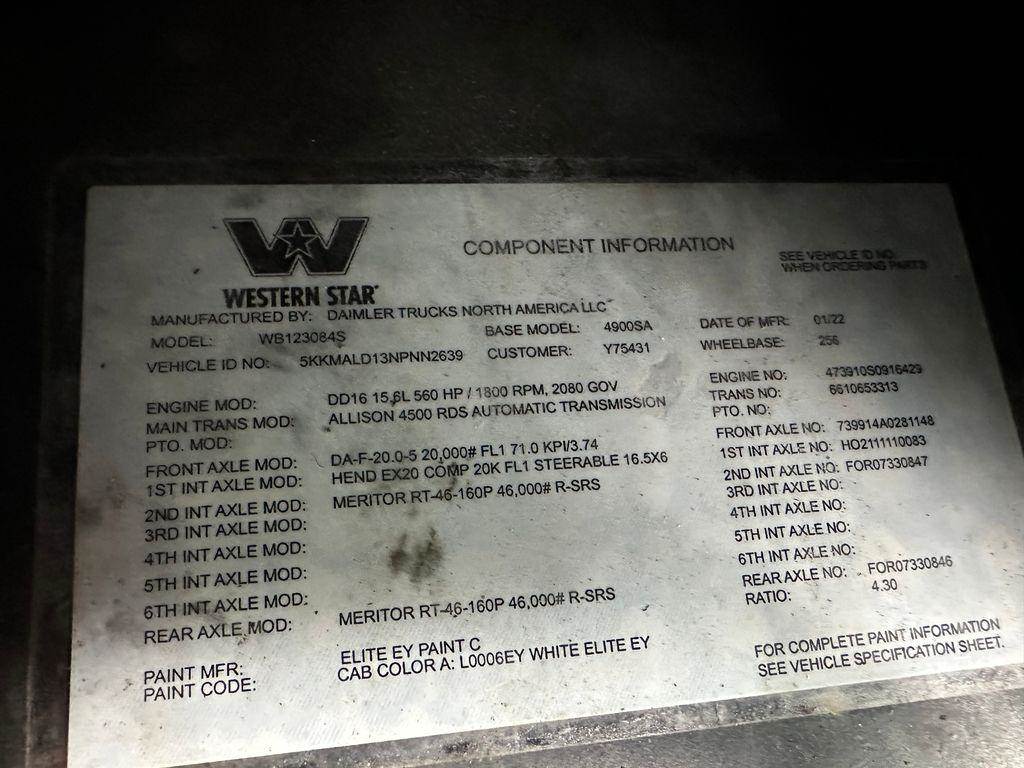 WESTERN STAR
COMPONENT INFORMATION
SEE VEHICLE ID NO.
WHEN ORDERING PARTS
MANUFACTURED BY: DAIMLER TRUCKS NORTH AMERICA LLC
MODEL: WB123084S BASE MODEL: 4900SA DATE OF MFR: 01/22
VEHICLE ID NO: 5KKMALD13NPNN2639 CUSTOMER: Y75431 WHEELBASE: 256
ENGINE MOD: DD16 15.6L 560 HP / 1800 RPM, 2080 GOV ENGINE NO: 473910S0916429
MAIN TRANS MOD: ALLISON 4500 RDS AUTOMATIC TRANSMISSION TRANS NO: 6610653313
PTO. MOD: PTO. NO:
FRONT AXLE MOD: DA-F-20.0-5 20,000# FL1 71.0 KPI/3.74 FRONT AXLE NO: 739914A0281148
1ST INT AXLE MOD: HEND EX20 COMP 20K FL1 STEERABLE 16.5X6 1ST INT AXLE NO: HO2111110083
2ND INT AXLE MOD: MERITOR RT-46-160P 46,000# R-SRS 2ND INT AXLE NO: FOR07330847
3RD INT AXLE MOD: 3RD INT AXLE NO:
4TH INT AXLE MOD: 4TH INT AXLE NO:
5TH INT AXLE MOD: 5TH INT AXLE NO:
6TH INT AXLE MOD: 6TH INT AXLE NO:
REAR AXLE MOD: MERITOR RT-46-160P 46,000# R-SRS REAR AXLE NO: FOR07330846
RATIO: 4.30
PAINT MFR: ELITE EY PAINT C
PAINT CODE: CAB COLOR A: L0006EY WHITE ELITE EY
FOR COMPLETE PAINT INFORMATION
SEE VEHICLE SPECIFICATION SHEET.